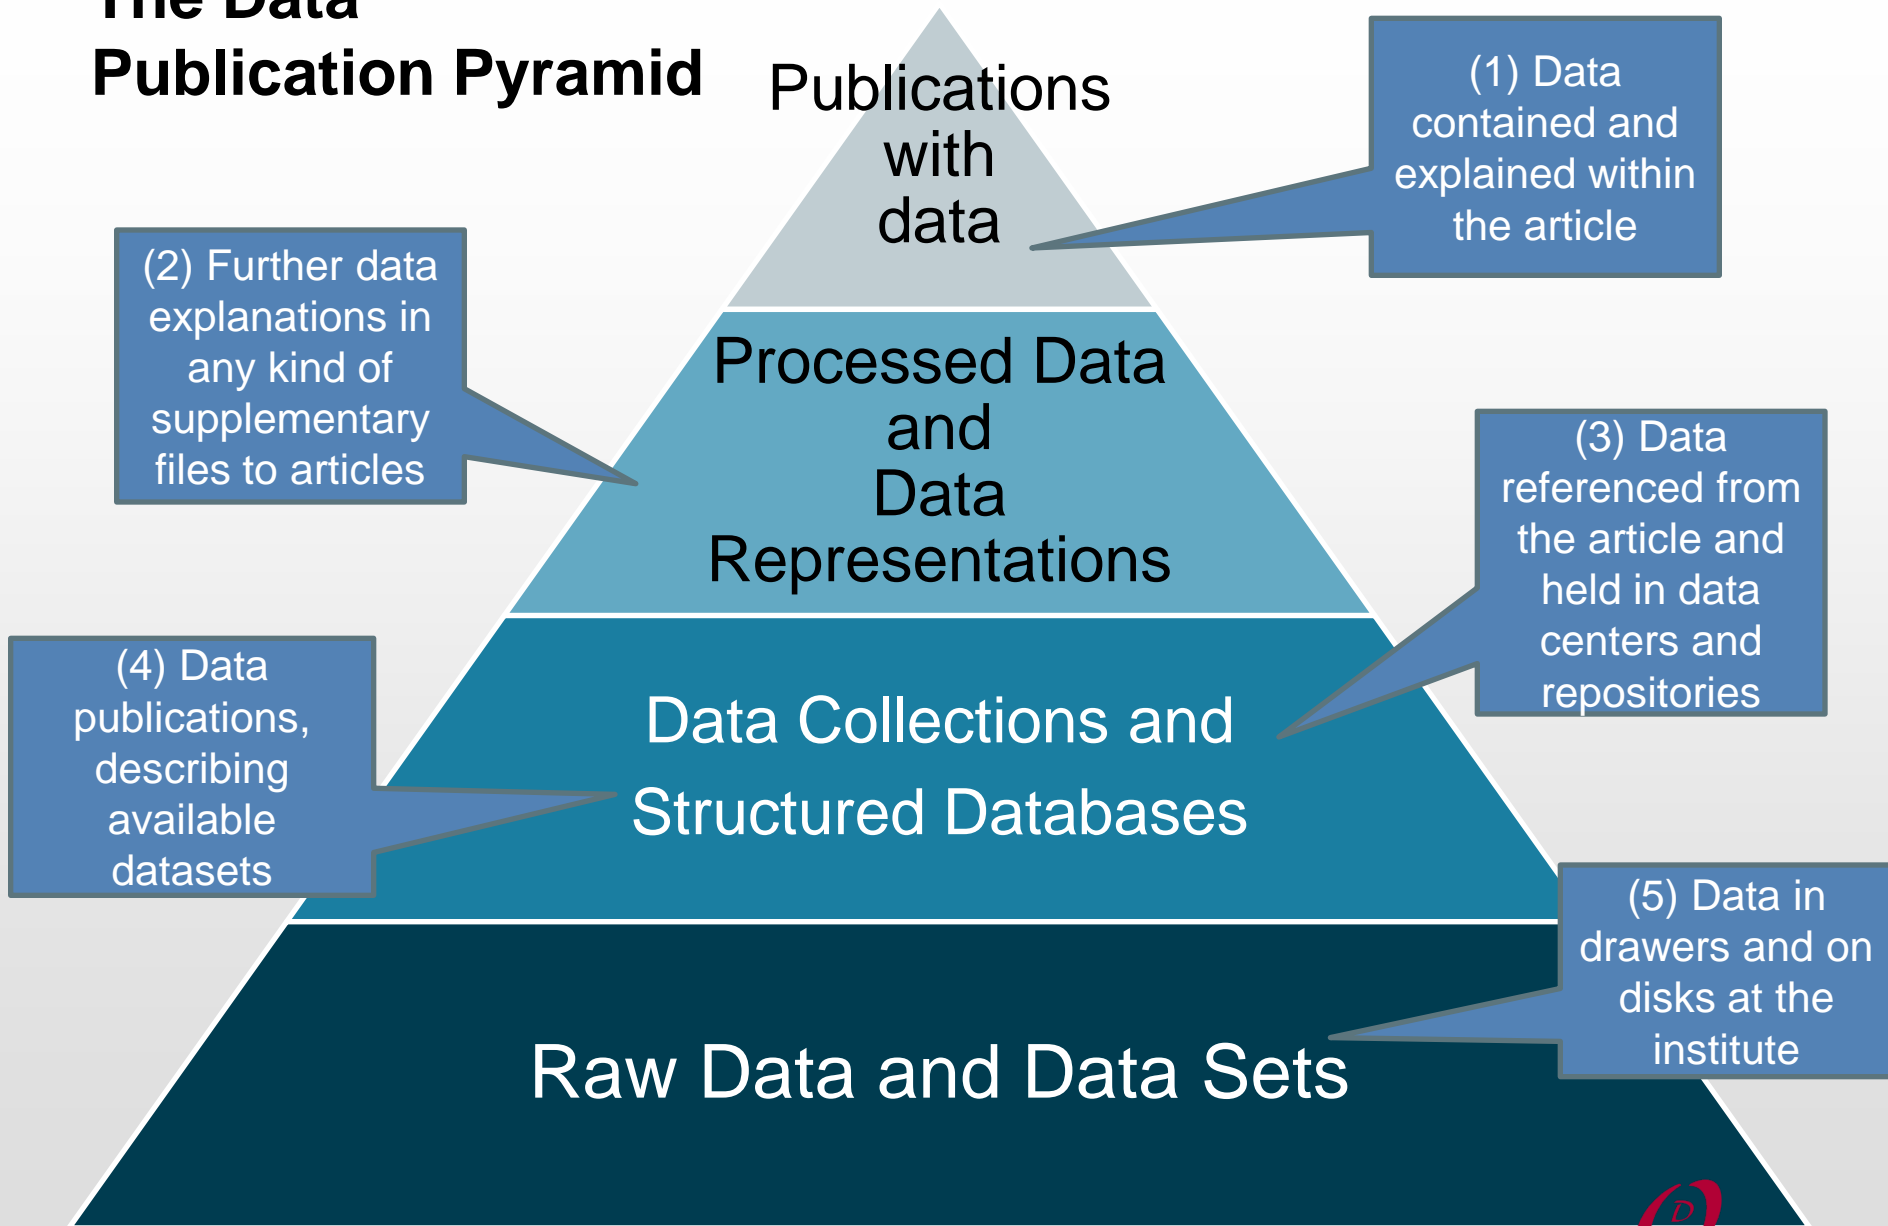 The Data
Publication Pyramid
Publications
with
data
(1) Data
contained and
explained within
the article
(2) Further data
explanations in
any kind of
supplementary
files to articles
Processed Data
and
Data
Representations
(3) Data
referenced from
the article and
held in data
centers and
repositories
(4) Data
publications,
describing
available
datasets
Data Collections and
Structured Databases
(5) Data in
drawers and on
disks at the
institute
Raw Data and Data Sets
D